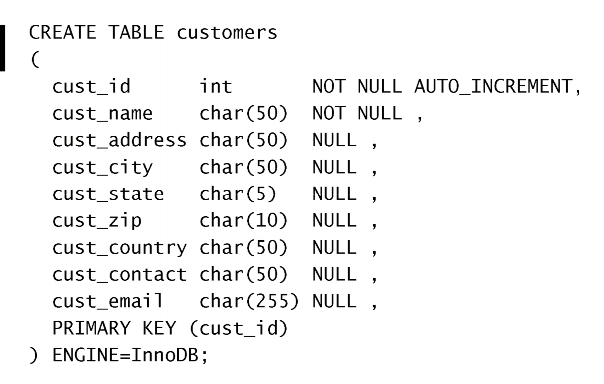 CREATE TABLE customers
(
  cust_id      int       NOT NULL AUTO_INCREMENT,
  cust_name    char(50)  NOT NULL ,
  cust_address char(50)  NULL ,
  cust_city    char(50)  NULL ,
  cust_state   char(5)   NULL ,
  cust_zip     char(10)  NULL ,
  cust_country char(50)  NULL ,
  cust_contact char(50)  NULL ,
  cust_email   char(255) NULL ,
  PRIMARY KEY (cust_id)
) ENGINE=InnoDB;